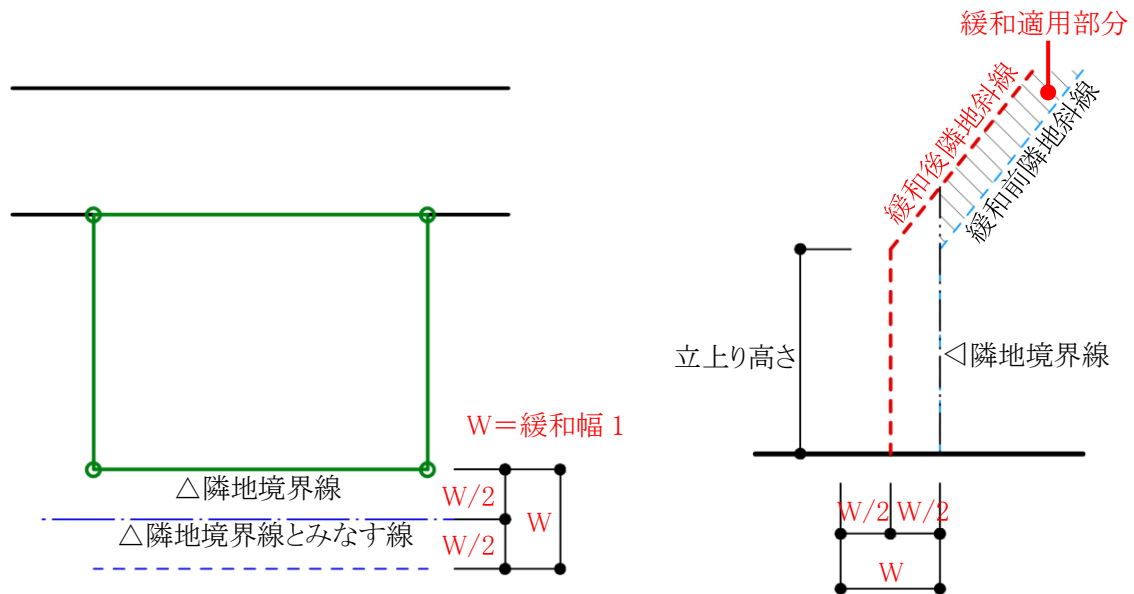 緩和適用部分
緩和後隣地斜線
緩和前隣地斜線
立上り高さ
◁隣地境界線
W＝緩和幅 1
△隣地境界線
W/2
W
△隣地境界線とみなす線
W/2
W/2
W/2
W